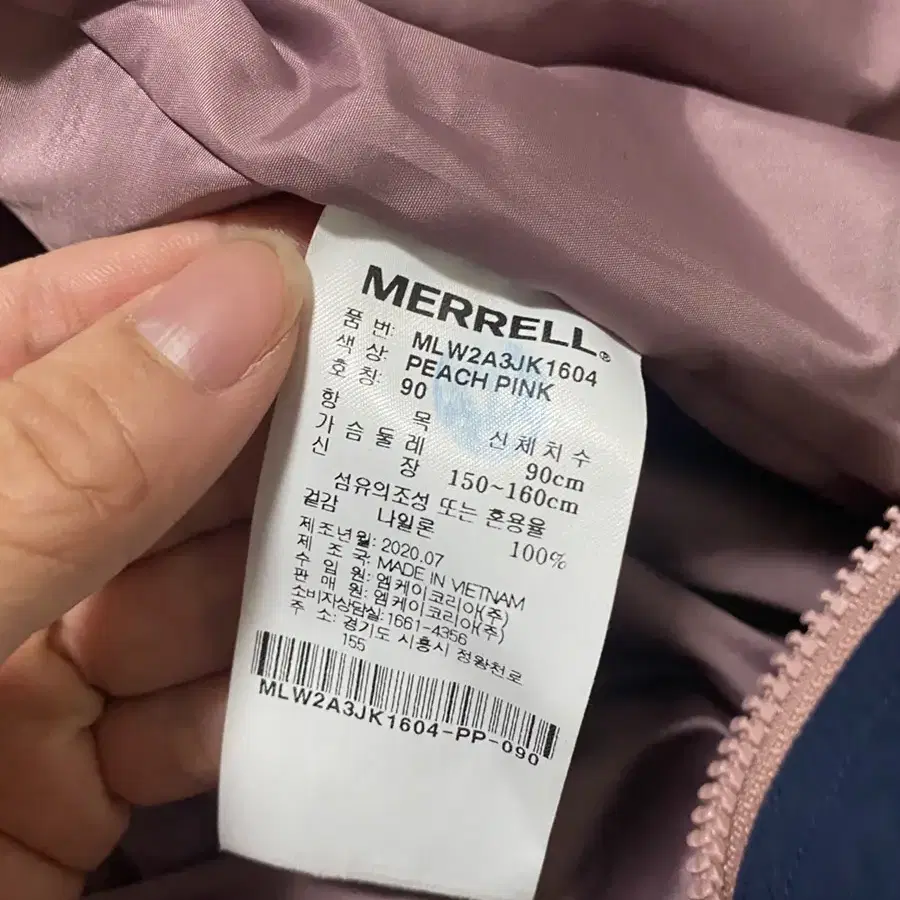 MERRELL®
품 번: MLW2A3JK1604
색 상: PEACH PINK
호 칭: 90
항 목 신 체 치 수
가 슴 둘 레 90cm
신 장 150~160cm
섬유의조성 또는 혼용율
겉감 나일론 100%
제조년월: 2020.07
제 조 국: MADE IN VIETNAM
수 입 원: 엠케이코리아(주)
판 매 원: 엠케이코리아(주)
소비자상담실:1661-4356
주 소: 경기도 시흥시 정왕천로
155
MLW2A3JK1604-PP-090